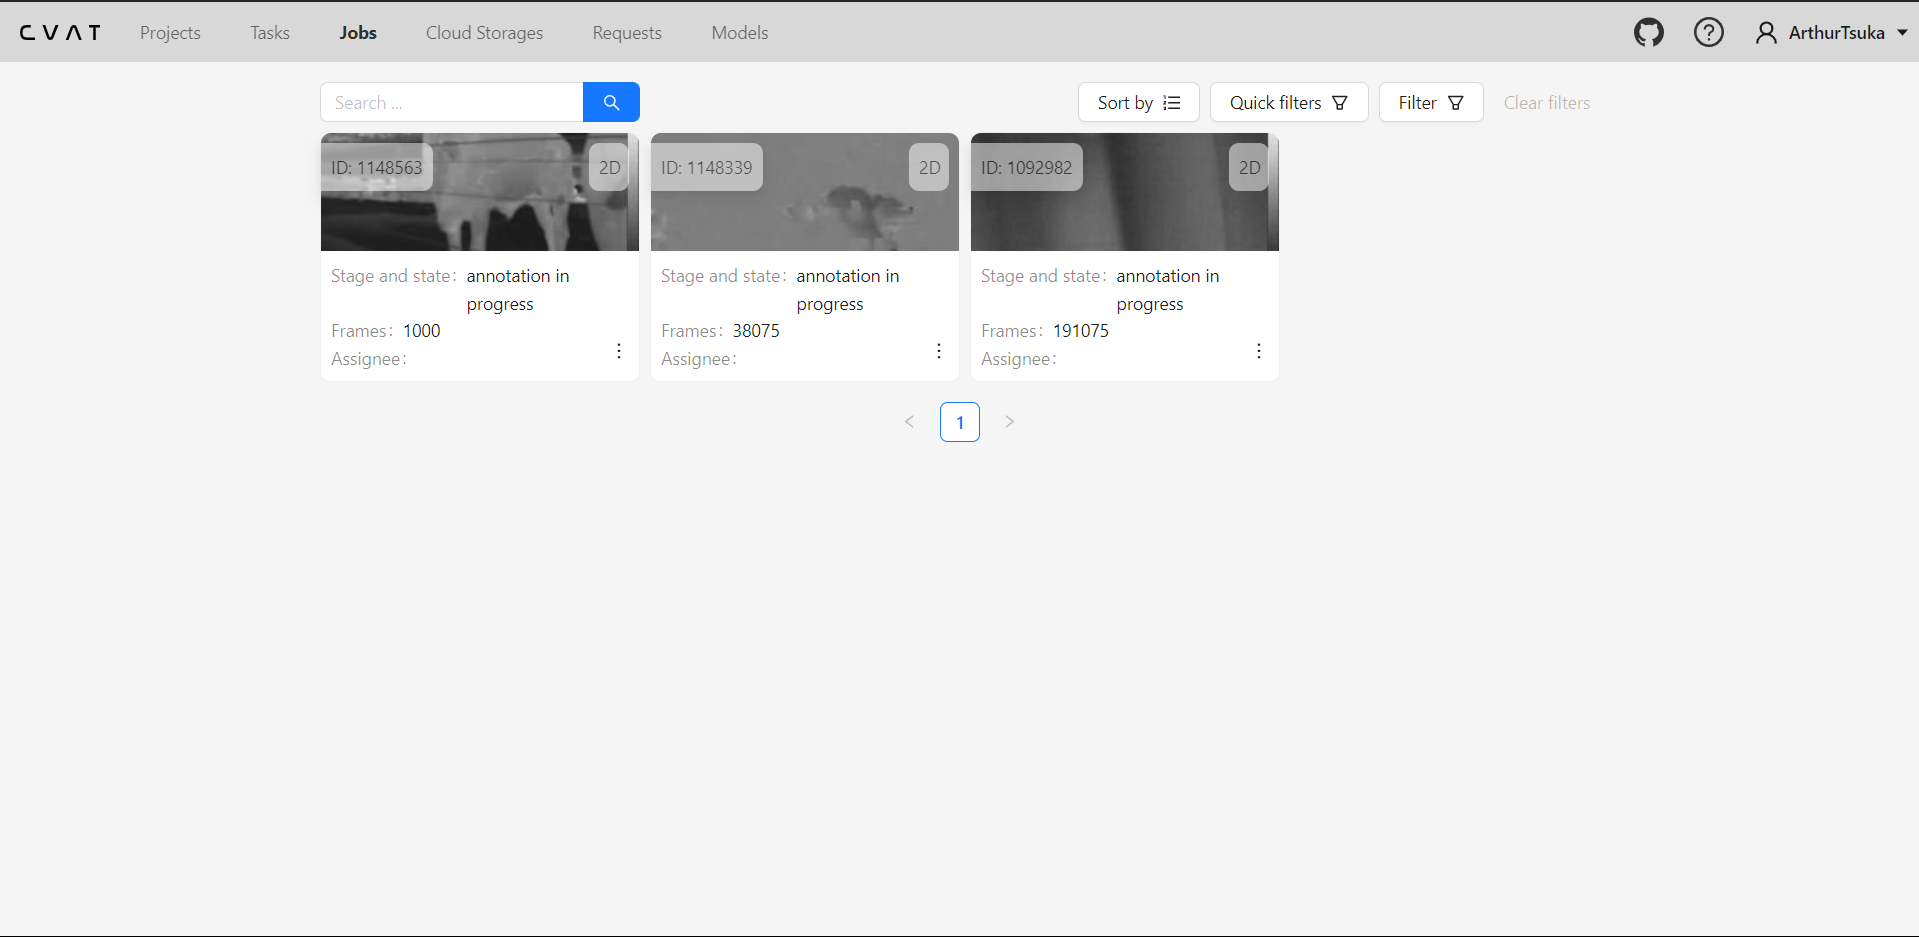 CVAT Projects Tasks Jobs Cloud Storages Requests Models ArthurTsuka
Search ... Sort by Quick filters Filter Clear filters
ID: 1148563 2D
Stage and state: annotation in
progress
Frames: 1000
Assignee:
ID: 1148339 2D
Stage and state: annotation in
progress
Frames: 38075
Assignee:
ID: 1092982 2D
Stage and state: annotation in
progress
Frames: 191075
Assignee:
< 1 >